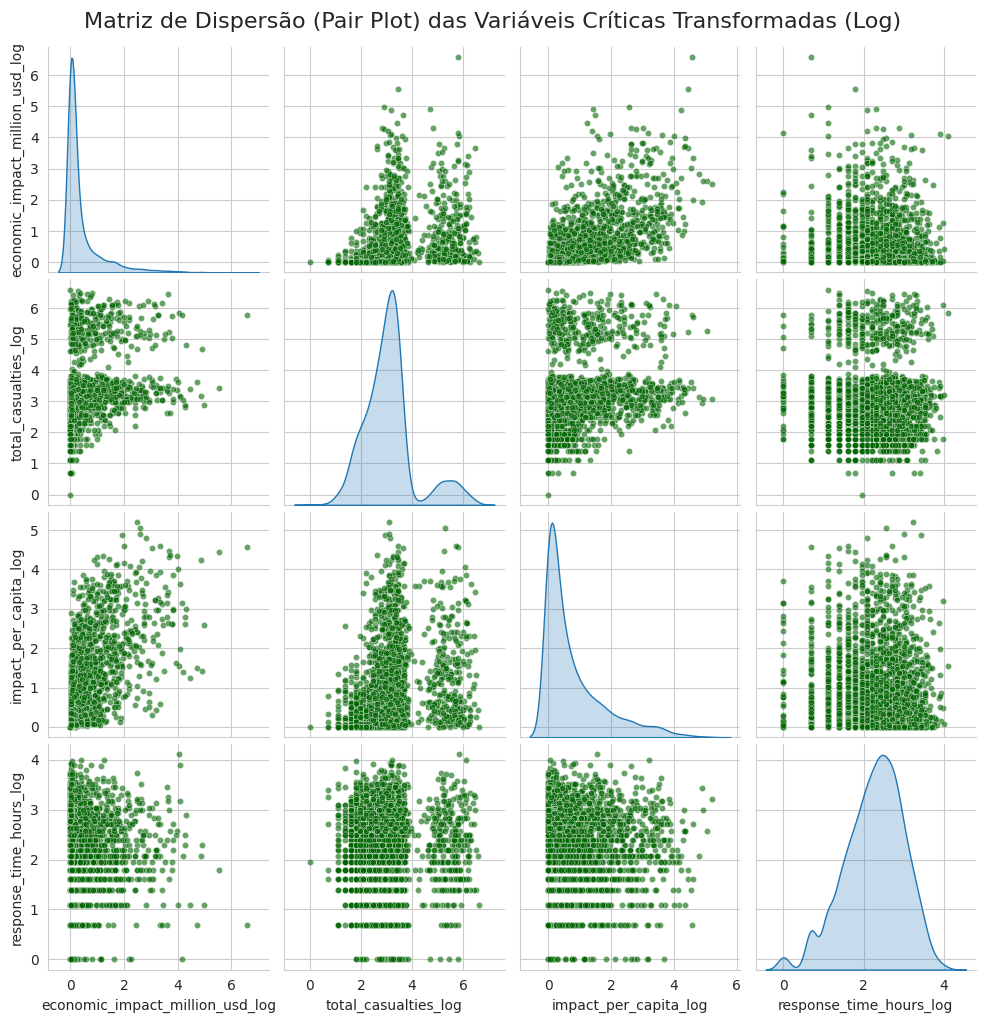 Matriz de Dispersão (Pair Plot) das Variáveis Críticas Transformadas (Log)
economic_impact_million_usd_log
6
5
4
3
2
1
0
total_casualties_log
6
5
4
3
2
1
0
impact_per_capita_log
5
4
3
2
1
0
response_time_hours_log
4
3
2
1
0
0 2 4 6
0 2 4 6
0 2 4 6
0 2 4
economic_impact_million_usd_log
total_casualties_log
impact_per_capita_log
response_time_hours_log